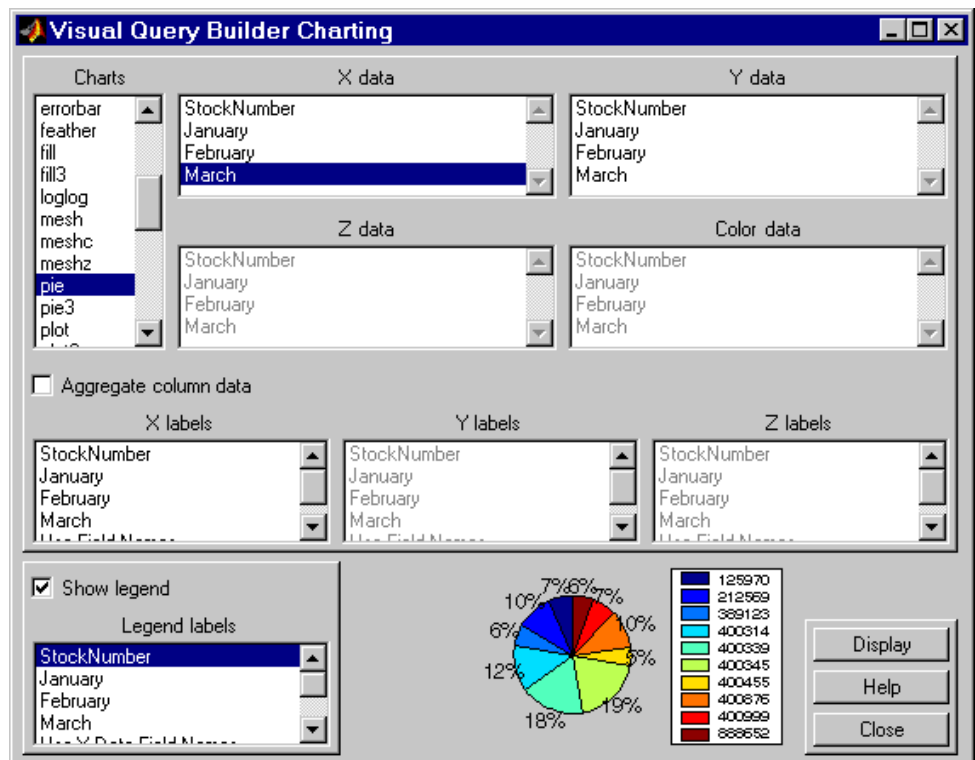 Visual Query Builder Charting
Charts
errorbar
feather
fill
fill3
loglog
mesh
meshc
meshz
pie
pie3
plot
X data
StockNumber
January
February
March
Y data
StockNumber
January
February
March
Z data
StockNumber
January
February
March
Color data
StockNumber
January
February
March
Aggregate column data
X labels
StockNumber
January
February
March
Y labels
StockNumber
January
February
March
Z labels
StockNumber
January
February
March
Show legend
Legend labels
StockNumber
January
February
March
7%
6%
7%
10%
10%
6%
5%
12%
19%
18%
125970
212569
389123
400314
400339
400345
400455
400876
400999
888652
Display
Help
Close